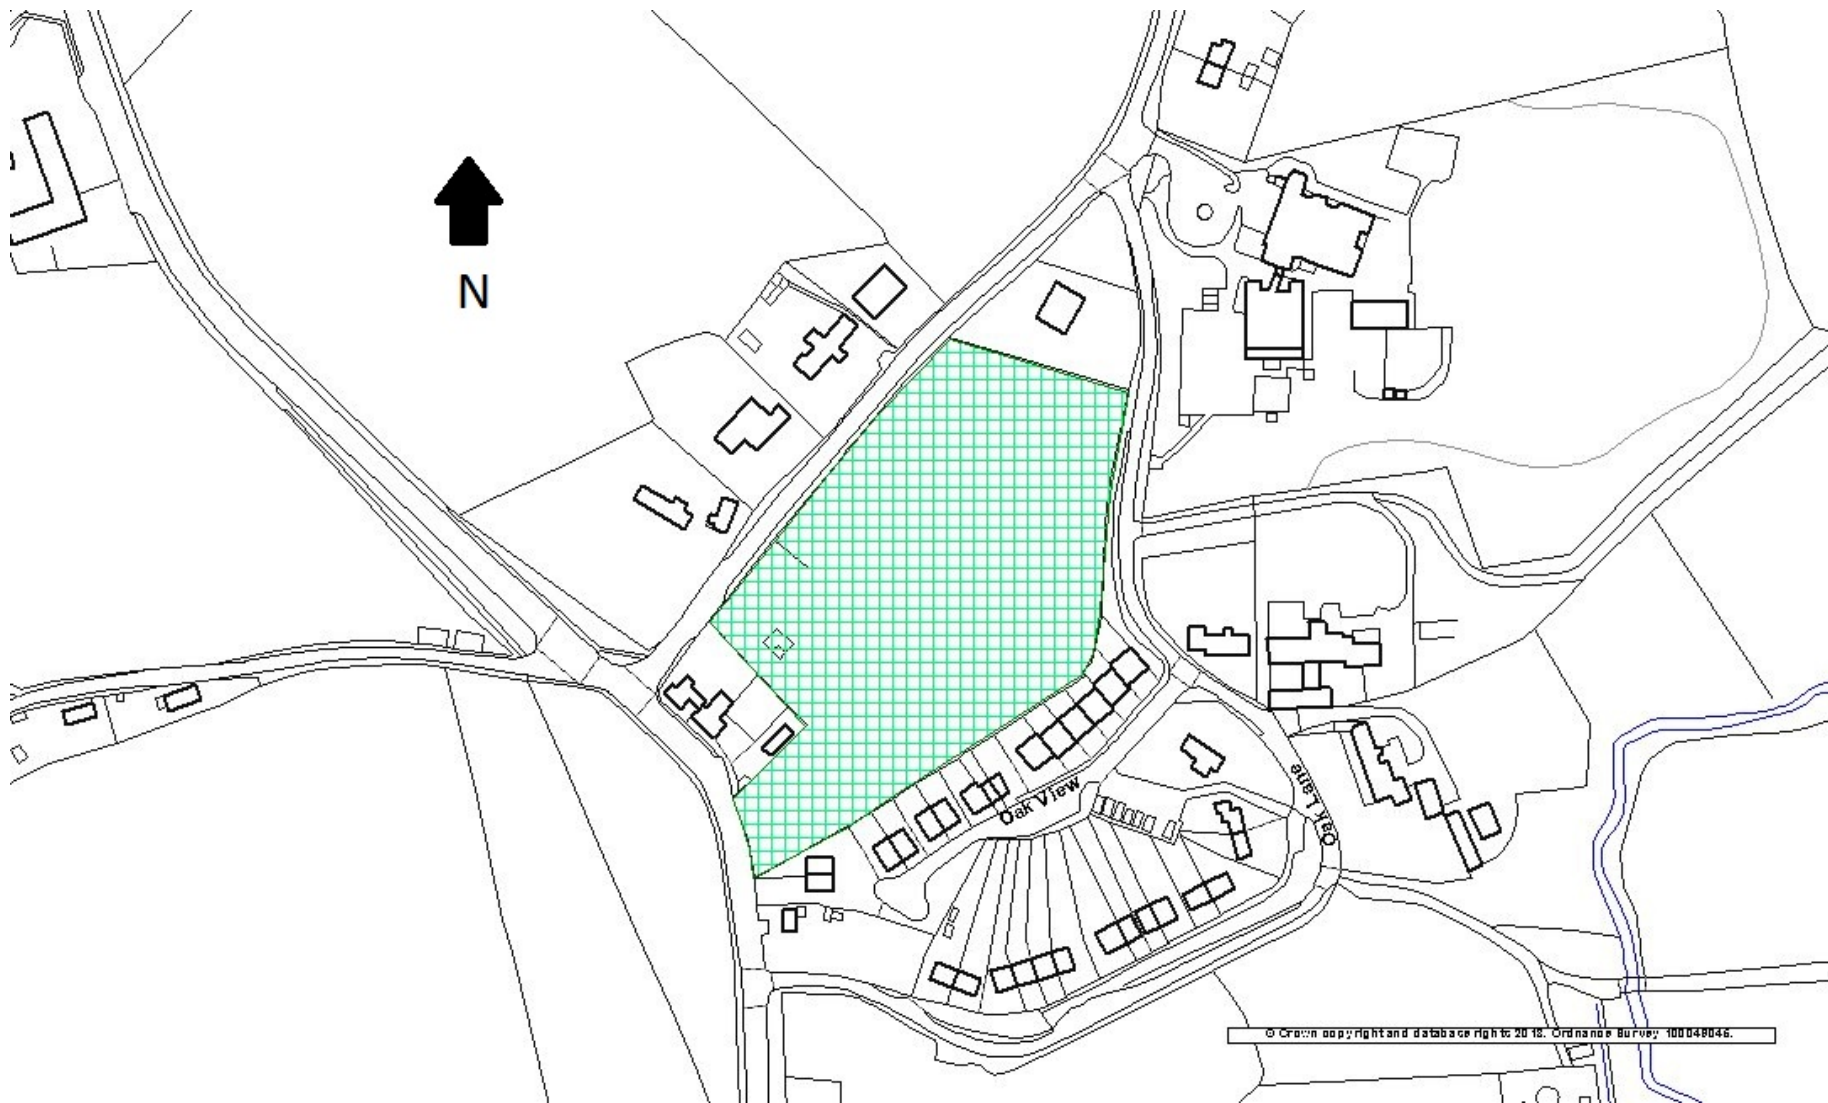 N
Oak View
Oak Lane
© Crown copyright and database rights 2018. Ordnance Survey 100049046.